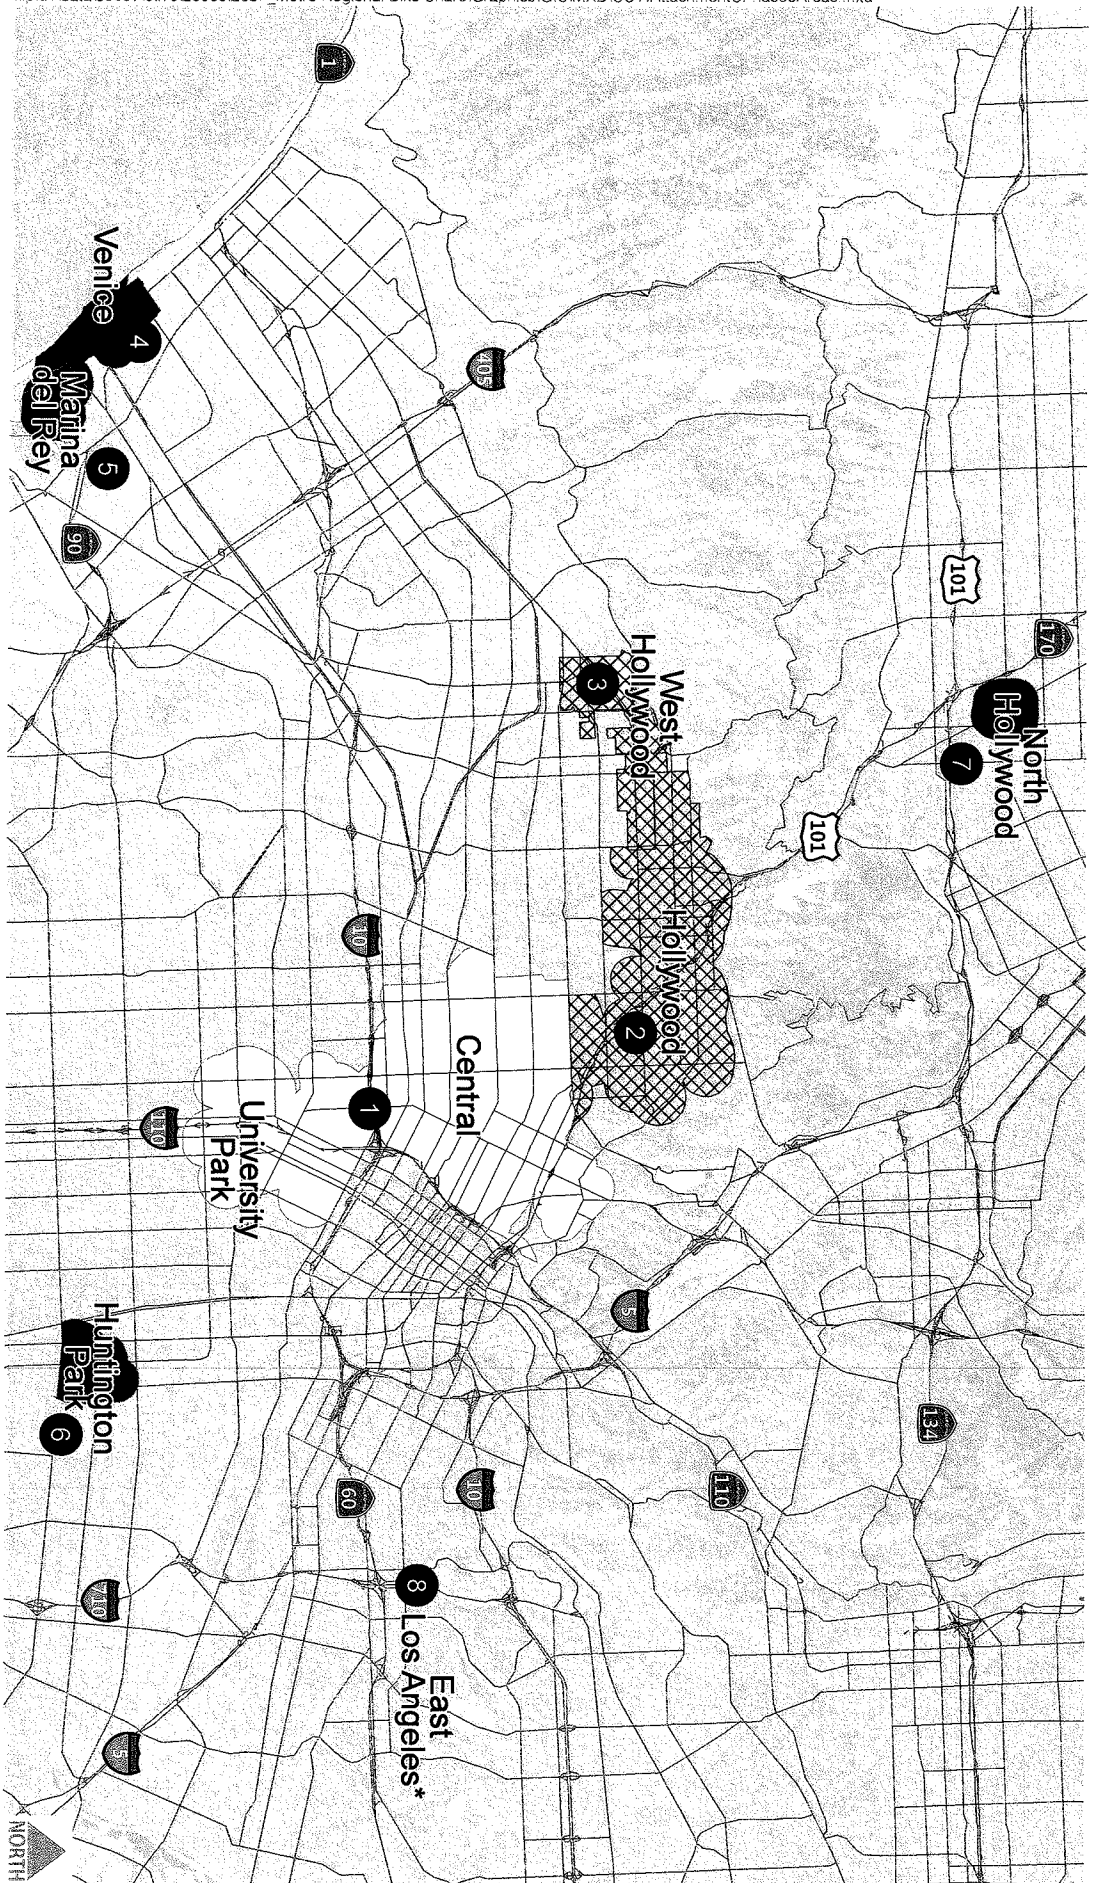 1
405
101
170
Venice
4
Marina
del Rey
5
90
West
Hollywood
3
North
Hollywood
7
101
Hollywood
2
10
Central
1
110
University
Park
5
134
Huntington
Park
6
60
10
110
710
8
East
Los Angeles*
5
NORTH